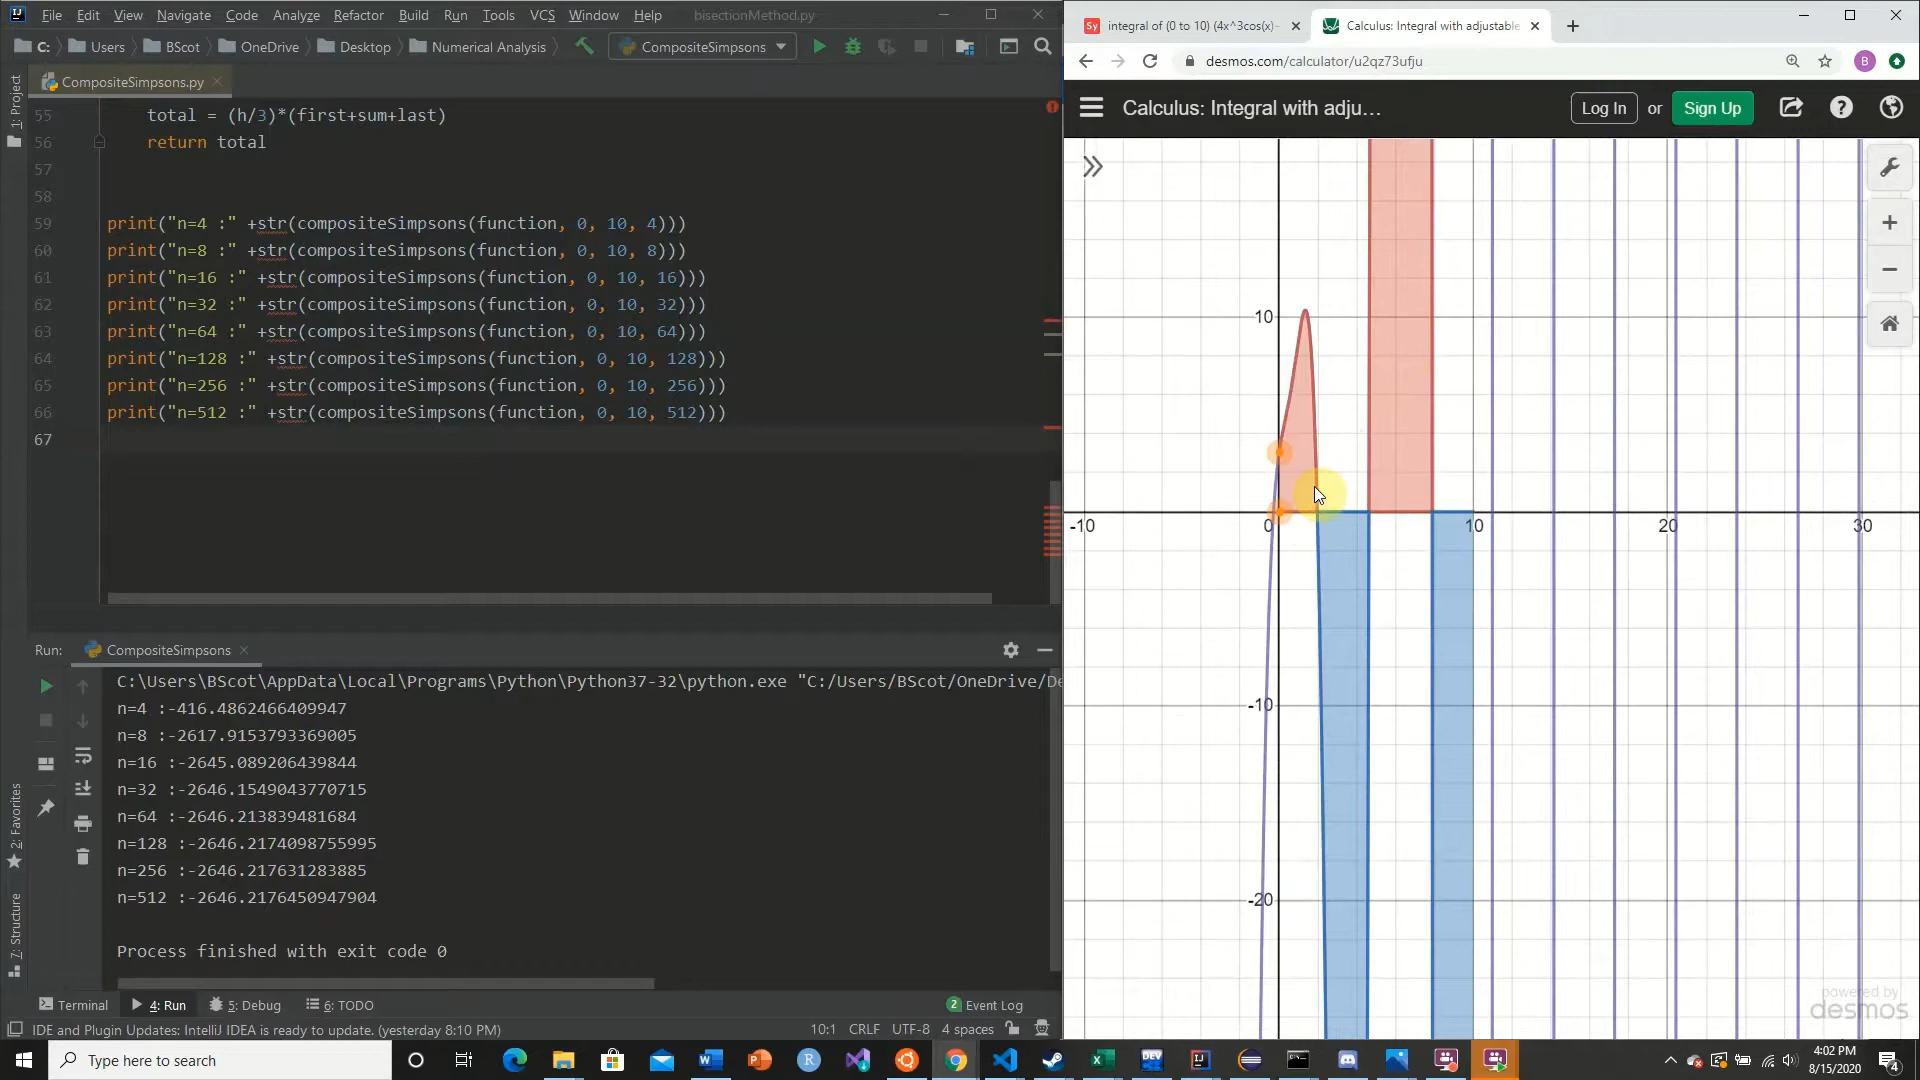 File Edit View Navigate Code Analyze Refactor Build Run Tools VCS Window Help bisectionMethod.py
C: Users BScot OneDrive Desktop Numerical Analysis CompositeSimpsons
CompositeSimpsons.py
1: Project
55 total = (h/3)*(first+sum+last)
56 return total
57
58
59 print("n=4 :" +str(compositeSimpsons(function, 0, 10, 4)))
60 print("n=8 :" +str(compositeSimpsons(function, 0, 10, 8)))
61 print("n=16 :" +str(compositeSimpsons(function, 0, 10, 16)))
62 print("n=32 :" +str(compositeSimpsons(function, 0, 10, 32)))
63 print("n=64 :" +str(compositeSimpsons(function, 0, 10, 64)))
64 print("n=128 :" +str(compositeSimpsons(function, 0, 10, 128)))
65 print("n=256 :" +str(compositeSimpsons(function, 0, 10, 256)))
66 print("n=512 :" +str(compositeSimpsons(function, 0, 10, 512)))
67
Run: CompositeSimpsons
C:\Users\BScot\AppData\Local\Programs\Python\Python37-32\python.exe "C:/Users/BScot/OneDrive/De
n=4 :-416.4862466409947
n=8 :-2617.9153793369005
n=16 :-2645.089206439844
n=32 :-2646.1549043770715
n=64 :-2646.213839481684
n=128 :-2646.2174098755995
n=256 :-2646.217631283885
n=512 :-2646.2176450947904
Process finished with exit code 0
2: Favorites
7: Structure
Terminal 4: Run 5: Debug 6: TODO 2 Event Log
IDE and Plugin Updates: IntelliJ IDEA is ready to update. (yesterday 8:10 PM) 10:1 CRLF UTF-8 4 spaces
Sy integral of (0 to 10) (4x^3cos(x)- Calculus: Integral with adjustable
desmos.com/calculator/u2qz73ufju B
Calculus: Integral with adju... Log In or Sign Up
10
-10 0 10 20 30
-10
-20
powered by
desmos
Type here to search
4:02 PM
8/15/2020
4